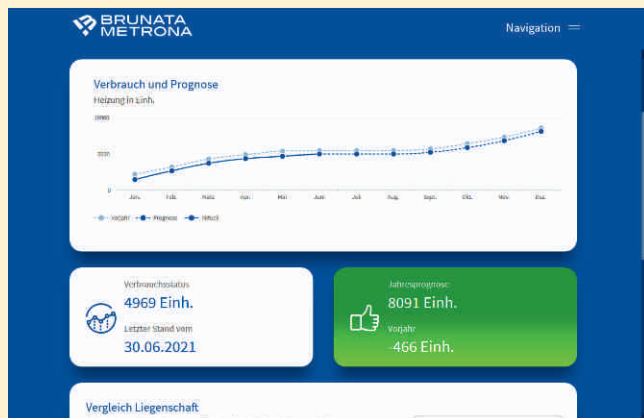 BRUNATA
METRONA
Navigation
Verbrauch und Prognose
Heizung in Einh.
0
Jan. Feb. März Apr. Mai Juni Juli Aug. Sept. Okt. Nov. Dez.
Vorjahr Prognose Aktuell
Verbrauchsstatus
4969 Einh.
Letzter Stand vom
30.06.2021
Jahresprognose
8091 Einh.
Vorjahr
-466 Einh.
Vergleich Liegenschaft